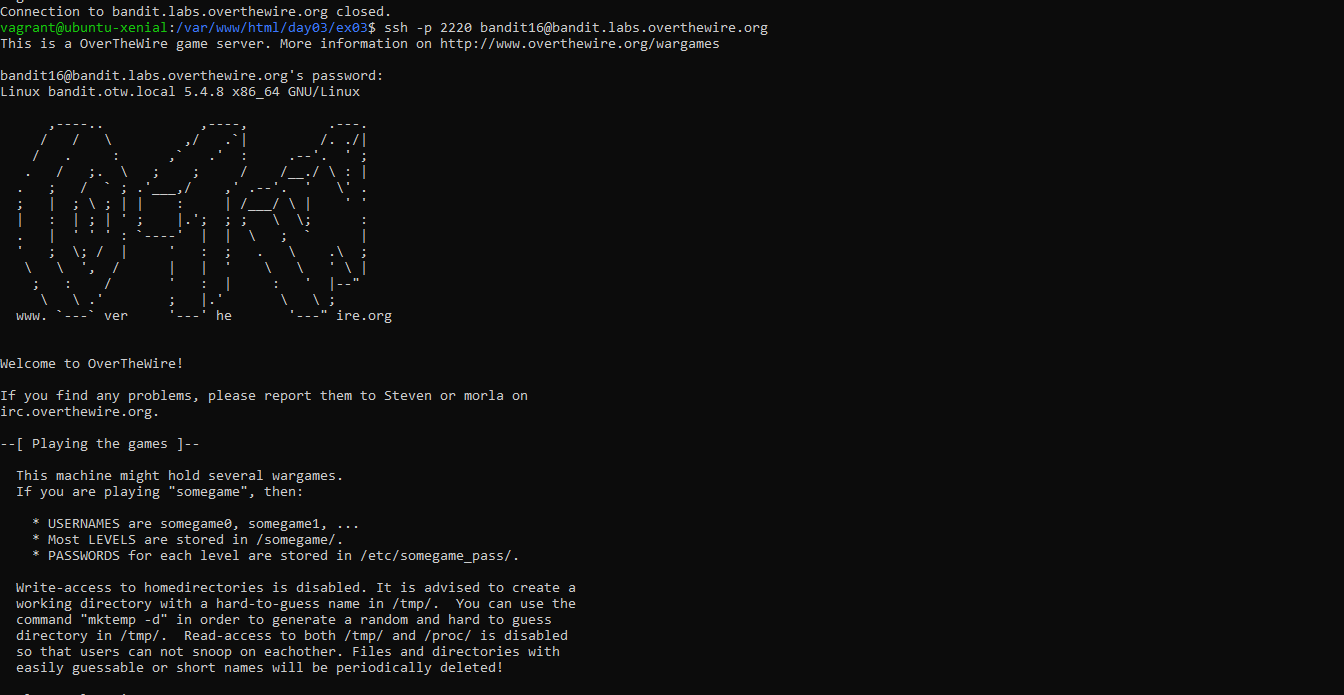 Connection to bandit.labs.overthewire.org closed.
vagrant@ubuntu-xenial:/var/www/html/day03/ex03$ ssh -p 2220 bandit16@bandit.labs.overthewire.org
This is a OverTheWire game server. More information on http://www.overthewire.org/wargames
bandit16@bandit.labs.overthewire.org's password:
Linux bandit.otw.local 5.4.8 x86_64 GNU/Linux
www. `---` ver     '---' he       '---" ire.org
Welcome to OverTheWire!
If you find any problems, please report them to Steven or morla on
irc.overthewire.org.
--[ Playing the games ]--
This machine might hold several wargames.
If you are playing "somegame", then:
* USERNAMES are somegame0, somegame1, ...
* Most LEVELS are stored in /somegame/.
* PASSWORDS for each level are stored in /etc/somegame_pass/.
Write-access to homedirectories is disabled. It is advised to create a
working directory with a hard-to-guess name in /tmp/.  You can use the
command "mktemp -d" in order to generate a random and hard to guess
directory in /tmp/.  Read-access to both /tmp/ and /proc/ is disabled
so that users can not snoop on eachother. Files and directories with
easily guessable or short names will be periodically deleted!